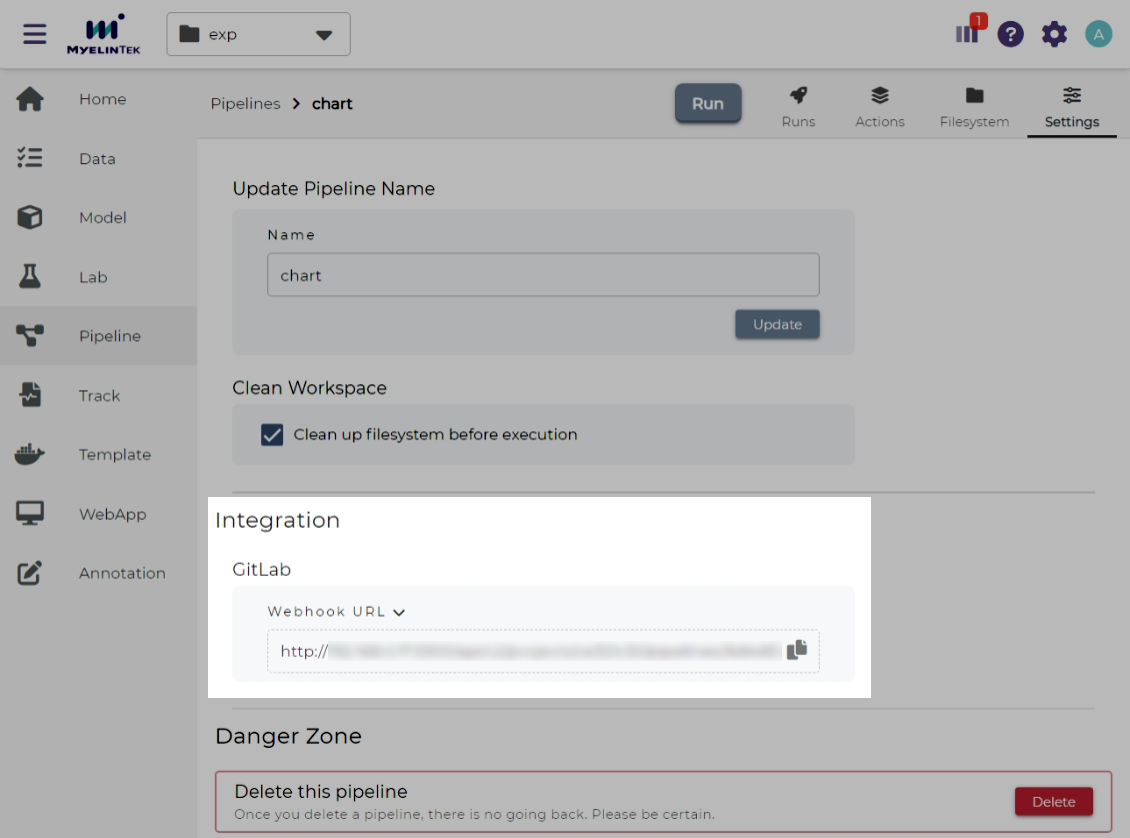 MYELINTEK
exp
1
?
A
Home
Data
Model
Lab
Pipeline
Track
Template
WebApp
Annotation
Pipelines > chart
Run
Runs
Actions
Filesystem
Settings
Update Pipeline Name
Name
chart
Update
Clean Workspace
Clean up filesystem before execution
Integration
GitLab
Webhook URL
http://
Danger Zone
Delete this pipeline
Once you delete a pipeline, there is no going back. Please be certain.
Delete